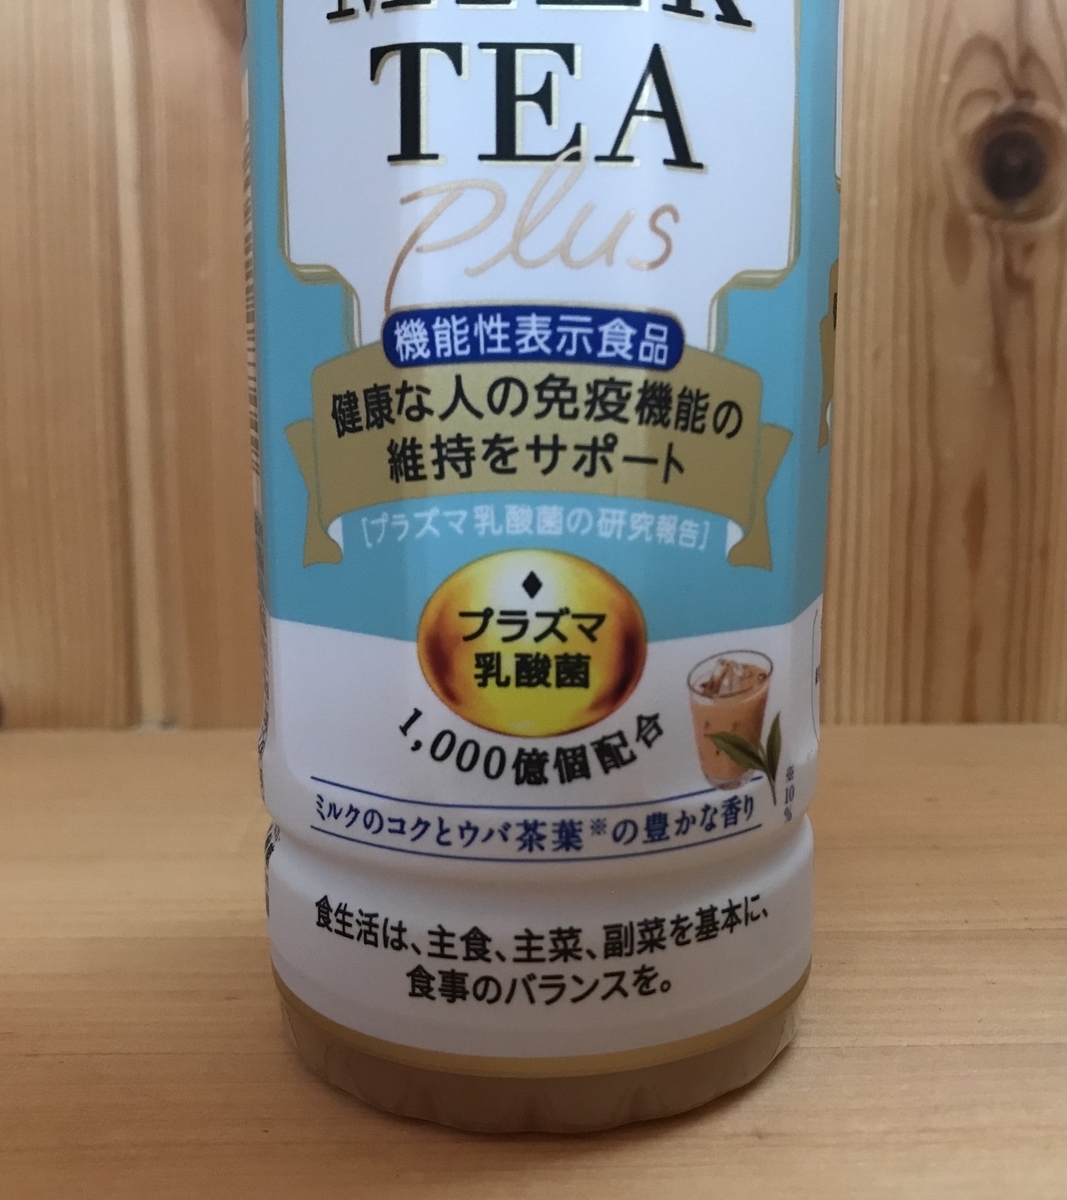 MILK
TEA
Plus
機能性表示食品
健康な人の免疫機能の
維持をサポート
[プラズマ乳酸菌の研究報告]
プラズマ
乳酸菌
1,000億個配合
ミルクのコクとウバ茶葉※の豊かな香り
※10%
食生活は、主食、主菜、副菜を基本に、
食事のバランスを。